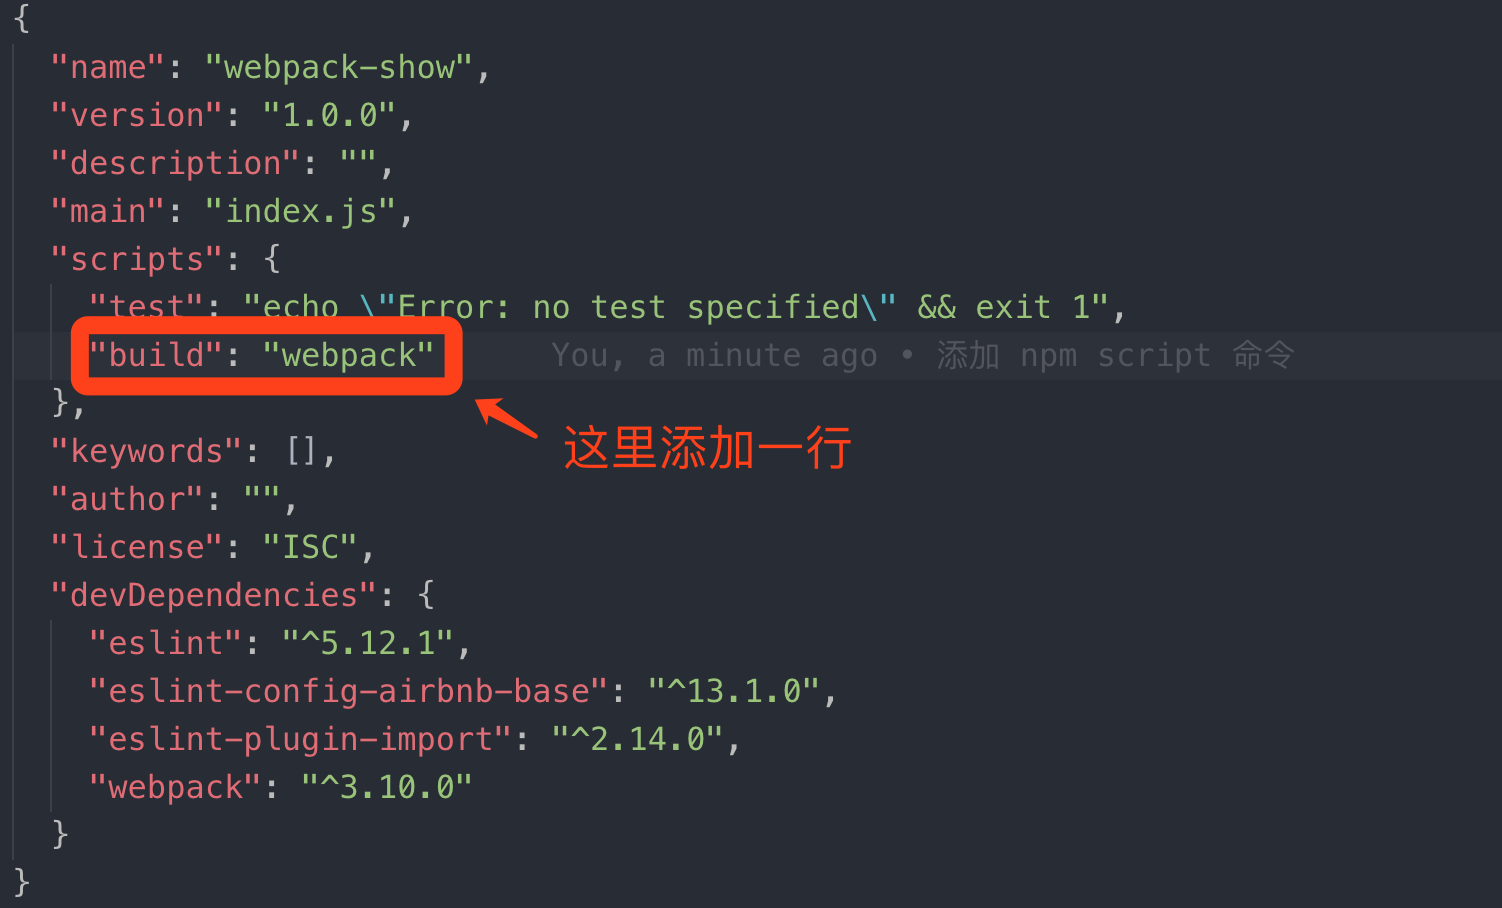 {
"name": "webpack-show",
"version": "1.0.0",
"description": "",
"main": "index.js",
"scripts": {
"test": "echo \"Error: no test specified\" && exit 1",
"build": "webpack" You, a minute ago • 添加 npm script 命令
},
这里添加一行
"keywords": [],
"author": "",
"license": "ISC",
"devDependencies": {
"eslint": "^5.12.1",
"eslint-config-airbnb-base": "^13.1.0",
"eslint-plugin-import": "^2.14.0",
"webpack": "^3.10.0"
}
}